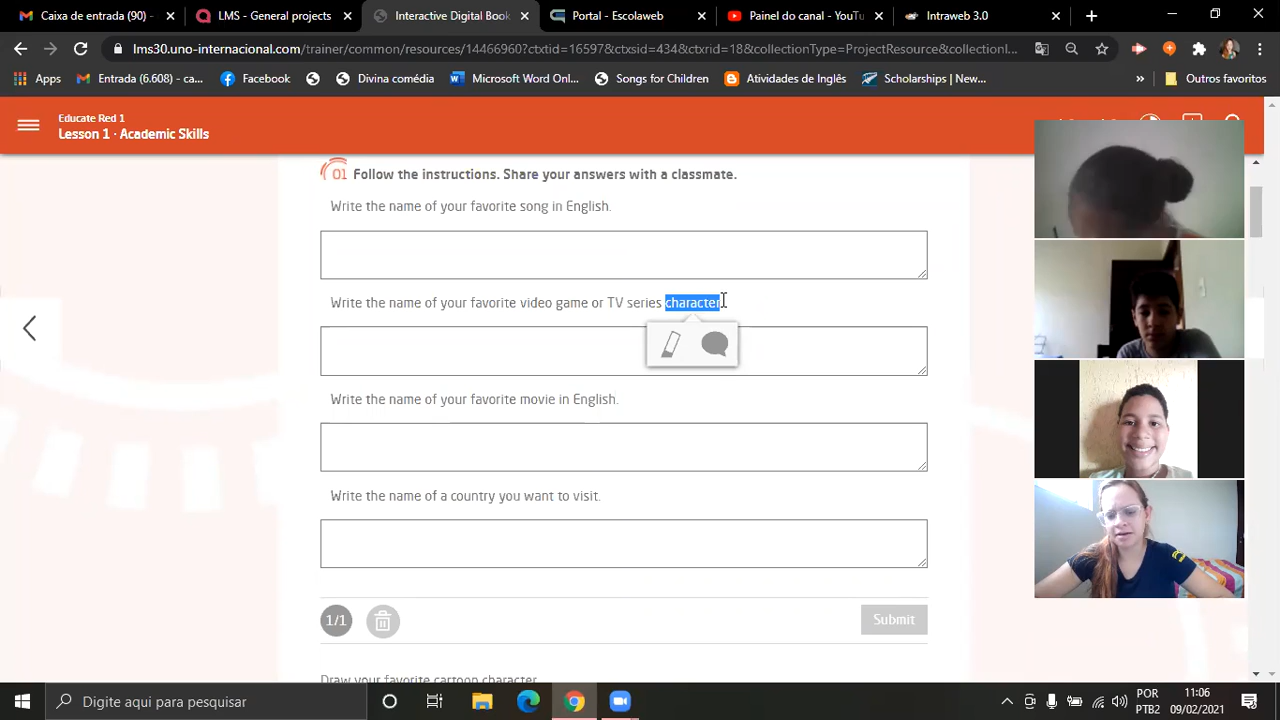 Caixa de entrada (90) -
LMS - General projects
Interactive Digital Book
Portal - Escolaweb
Painel do canal - YouTu
Intraweb 3.0
lms30.uno-internacional.com/trainer/common/resources/14466960?ctxtid=16597&ctxsid=434&ctxrid=18&collectionType=ProjectResource&collectionI...
Apps
Entrada (6.608) - ca...
Facebook
Divina comédia
Microsoft Word Onl...
Songs for Children
Atividades de Inglês
Scholarships | New...
»
Outros favoritos
Educate Red 1
Lesson 1 · Academic Skills
01 Follow the instructions. Share your answers with a classmate.
Write the name of your favorite song in English.
Write the name of your favorite video game or TV series character
Write the name of your favorite movie in English.
Write the name of a country you want to visit.
1/1
Submit
Draw your favorite cartoon character
Digite aqui para pesquisar
POR
PTB2
11:06
09/02/2021